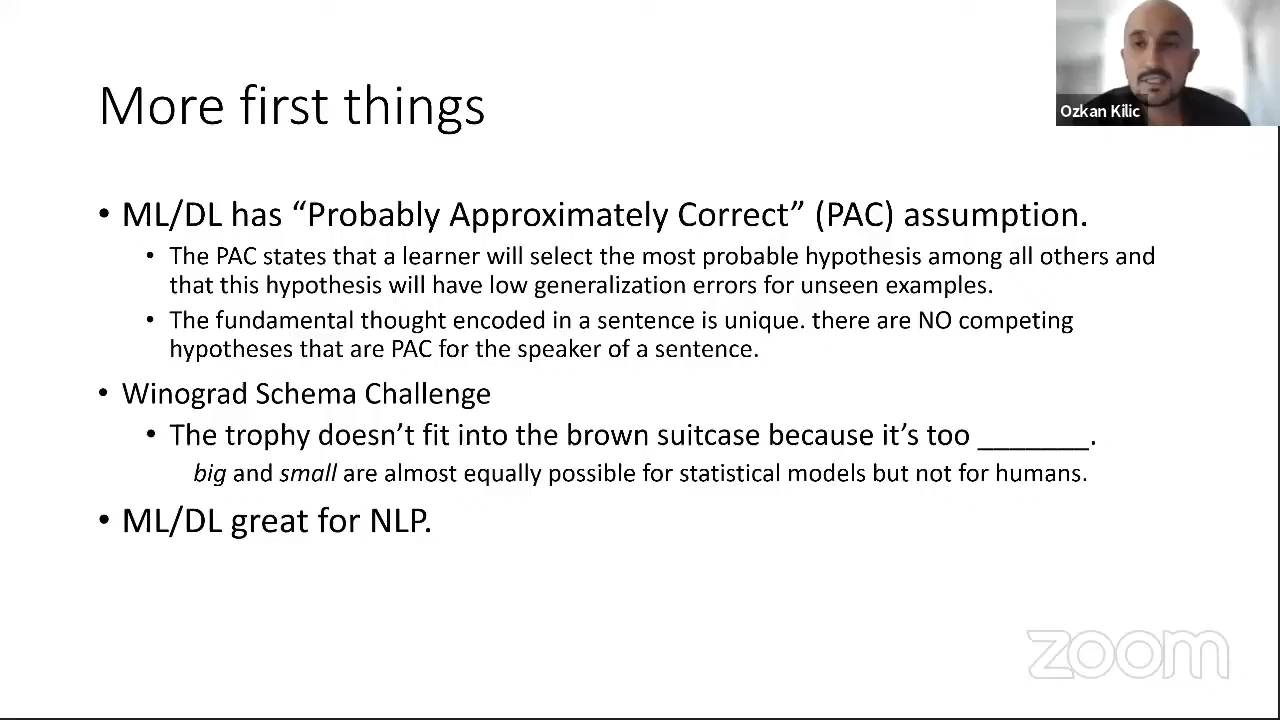 More first things
Ozkan Kilic
• ML/DL has “Probably Approximately Correct” (PAC) assumption.
• The PAC states that a learner will select the most probable hypothesis among all others and
that this hypothesis will have low generalization errors for unseen examples.
• The fundamental thought encoded in a sentence is unique. there are NO competing
hypotheses that are PAC for the speaker of a sentence.
• Winograd Schema Challenge
• The trophy doesn’t fit into the brown suitcase because it’s too _______.
big and small are almost equally possible for statistical models but not for humans.
• ML/DL great for NLP.
zoom